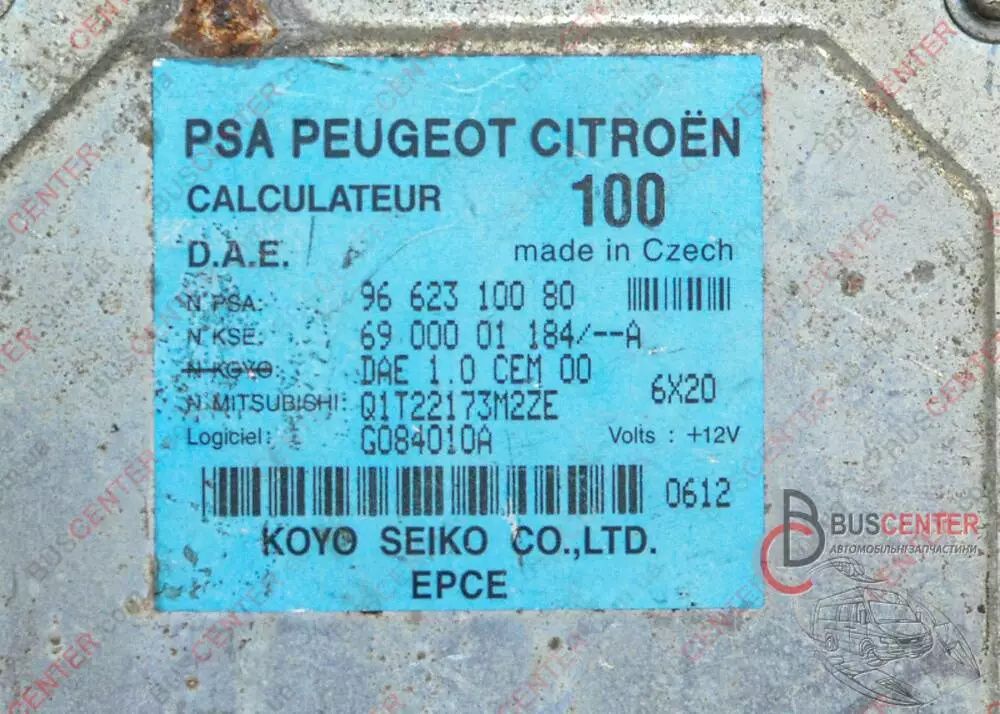 PSA PEUGEOT CITROËN
CALCULATEUR 100
D.A.E. made in Czech
N PSA: 96 623 100 80
N KSE: 69 000 01 184/--A
N KOYO: DAE 1.0 CEM 00
6X20
N MITSUBISHI: Q1T22173M2ZE
Logiciel: G084010A Volts : +12V
0612
KOYO SEIKO CO.,LTD.
EPCE
BUSCENTER
АВТОМОБІЛЬНІ ЗАПЧАСТИНИ